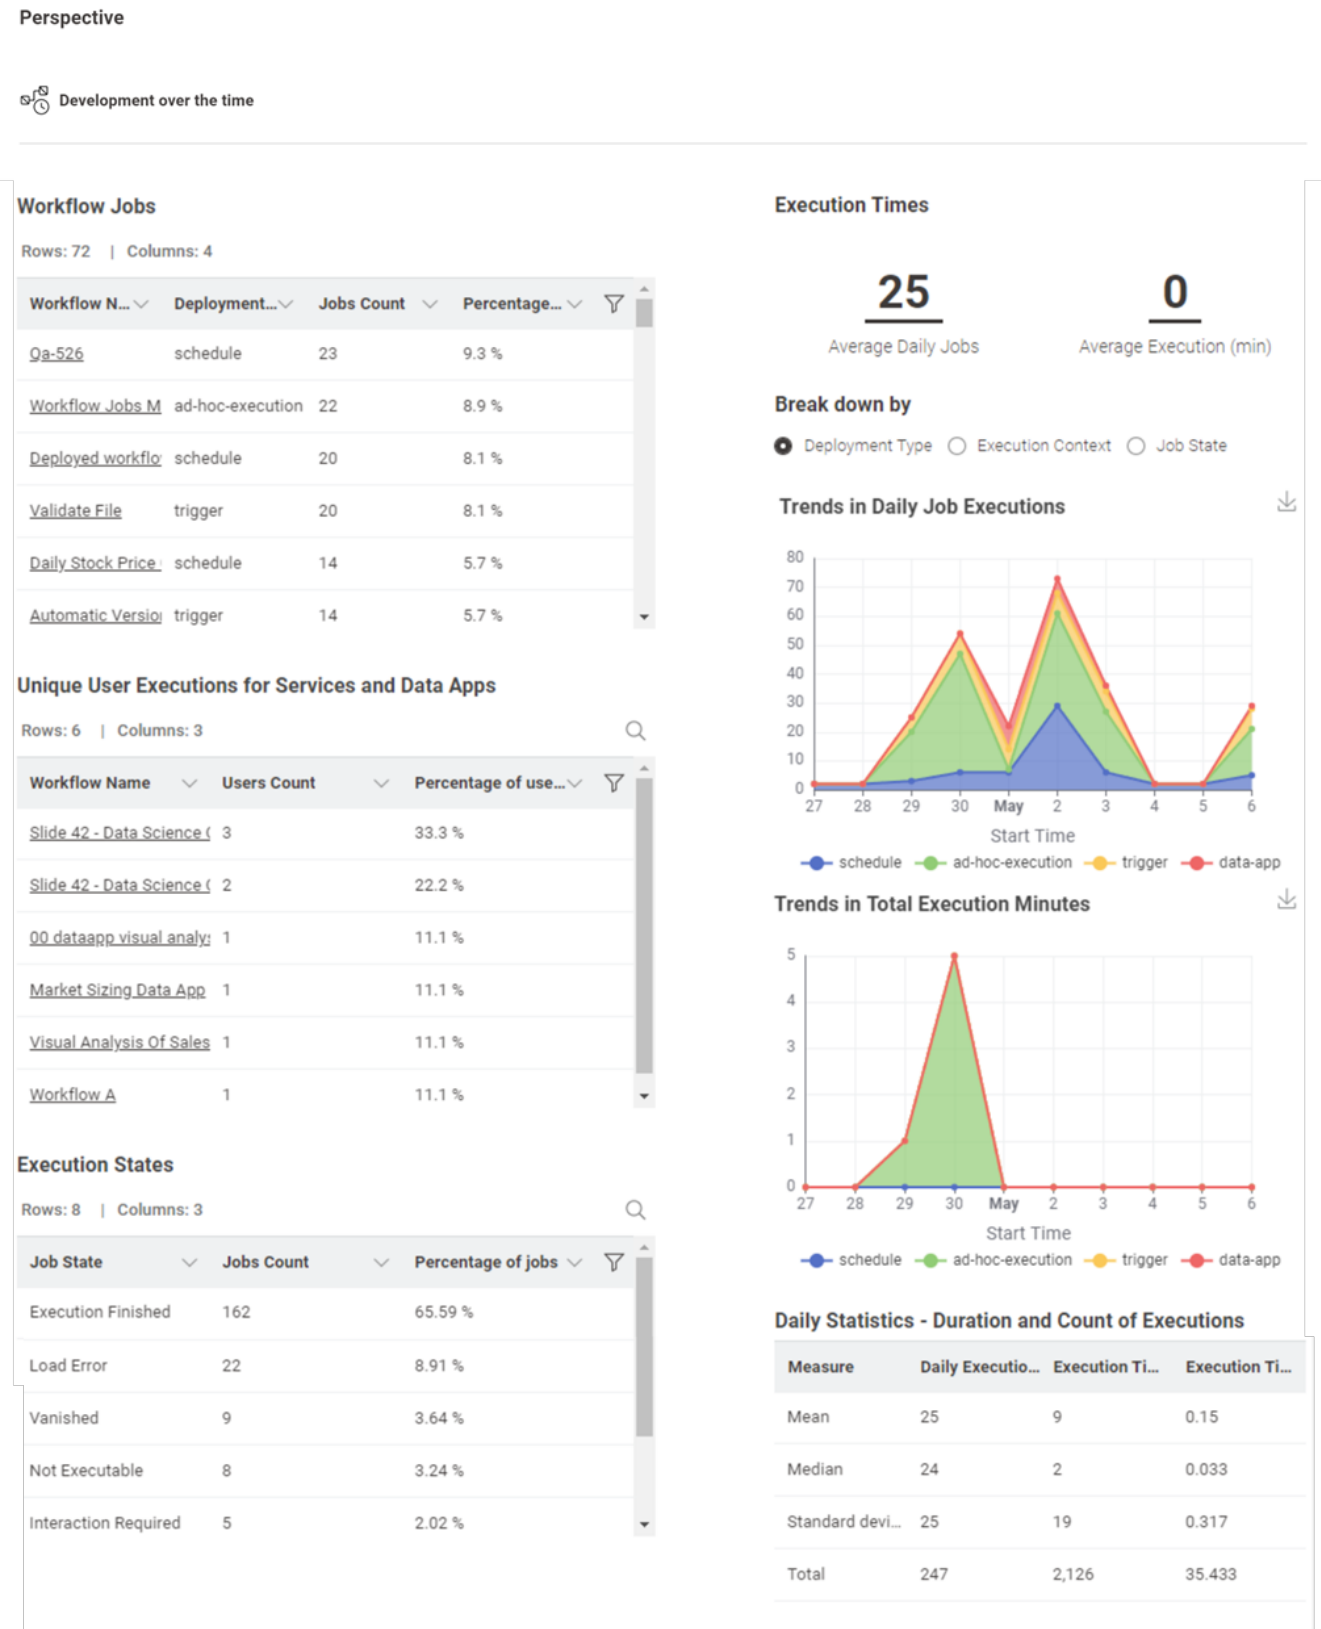 Perspective
Development over the time
Workflow Jobs
Rows: 72 | Columns: 4
Workflow N... Deployment... Jobs Count Percentage...
Qa-526 schedule 23 9.3 %
Workflow Jobs M ad-hoc-execution 22 8.9 %
Deployed workflo schedule 20 8.1 %
Validate File trigger 20 8.1 %
Daily Stock Price schedule 14 5.7 %
Automatic Version trigger 14 5.7 %
Unique User Executions for Services and Data Apps
Rows: 6 | Columns: 3
Workflow Name Users Count Percentage of use...
Slide 42 - Data Science ( 3 33.3 %
Slide 42 - Data Science ( 2 22.2 %
00 dataapp visual analys 1 11.1 %
Market Sizing Data App 1 11.1 %
Visual Analysis Of Sales 1 11.1 %
Workflow A 1 11.1 %
Execution States
Rows: 8 | Columns: 3
Job State Jobs Count Percentage of jobs
Execution Finished 162 65.59 %
Load Error 22 8.91 %
Vanished 9 3.64 %
Not Executable 8 3.24 %
Interaction Required 5 2.02 %
Execution Times
25 0
Average Daily Jobs Average Execution (min)
Break down by
Deployment Type Execution Context Job State
Trends in Daily Job Executions
80
70
60
50
40
30
20
10
0
27 28 29 30 May 2 3 4 5 6
Start Time
schedule ad-hoc-execution trigger data-app
Trends in Total Execution Minutes
5
4
3
2
1
0
27 28 29 30 May 2 3 4 5 6
Start Time
schedule ad-hoc-execution trigger data-app
Daily Statistics - Duration and Count of Executions
Measure Daily Executio... Execution Ti... Execution Ti...
Mean 25 9 0.15
Median 24 2 0.033
Standard devi... 25 19 0.317
Total 247 2,126 35.433